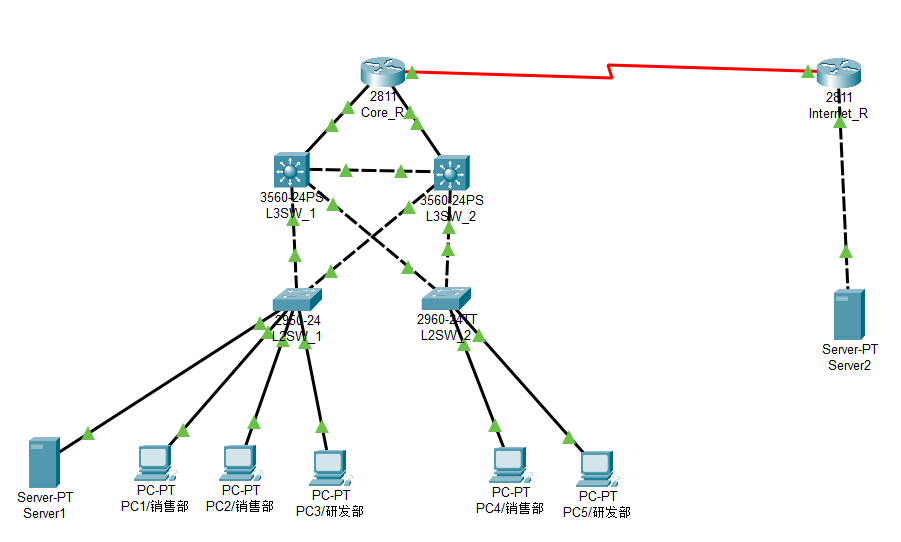 2811
Core_R
2811
Internet_R
3560-24PS
L3SW_1
3560-24PS
L3SW_2
2950-24
L2SW_1
2960-24TT
L2SW_2
Server-PT
Server2
Server-PT
Server1
PC-PT
PC1/销售部
PC-PT
PC2/销售部
PC-PT
PC3/研发部
PC-PT
PC4/销售部
PC-PT
PC5/研发部